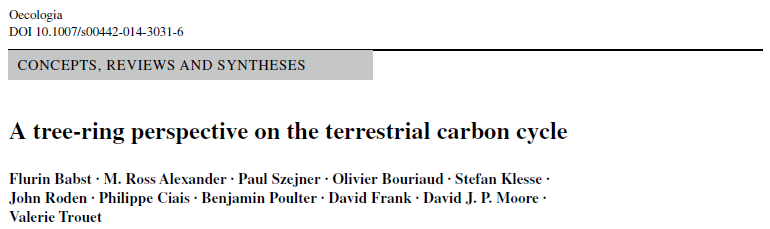 Oecologia
DOI 10.1007/s00442-014-3031-6
CONCEPTS, REVIEWS AND SYNTHESES
A tree-ring perspective on the terrestrial carbon cycle
Flurin Babst · M. Ross Alexander · Paul Szejner · Olivier Bouriaud · Stefan Klesse ·
John Roden · Philippe Ciais · Benjamin Poulter · David Frank · David J. P. Moore ·
Valerie Trouet